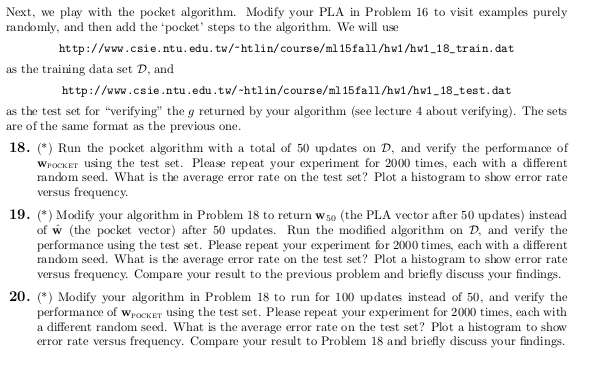 Next, we play with the pocket algorithm. Modify your PLA in Problem 16 to visit examples purely
randomly, and then add the ‘pocket’ steps to the algorithm. We will use
http://www.csie.ntu.edu.tw/~htlin/course/ml15fall/hw1/hw1_18_train.dat
as the training data set D, and
http://www.csie.ntu.edu.tw/~htlin/course/ml15fall/hw1/hw1_18_test.dat
as the test set for “verifying” the g returned by your algorithm (see lecture 4 about verifying). The sets
are of the same format as the previous one.
18. (*) Run the pocket algorithm with a total of 50 updates on D, and verify the performance of
w_POCKET using the test set. Please repeat your experiment for 2000 times, each with a different
random seed. What is the average error rate on the test set? Plot a histogram to show error rate
versus frequency.
19. (*) Modify your algorithm in Problem 18 to return w_50 (the PLA vector after 50 updates) instead
of ŵ (the pocket vector) after 50 updates. Run the modified algorithm on D, and verify the
performance using the test set. Please repeat your experiment for 2000 times, each with a different
random seed. What is the average error rate on the test set? Plot a histogram to show error rate
versus frequency. Compare your result to the previous problem and briefly discuss your findings.
20. (*) Modify your algorithm in Problem 18 to run for 100 updates instead of 50, and verify the
performance of w_POCKET using the test set. Please repeat your experiment for 2000 times, each with
a different random seed. What is the average error rate on the test set? Plot a histogram to show
error rate versus frequency. Compare your result to Problem 18 and briefly discuss your findings.